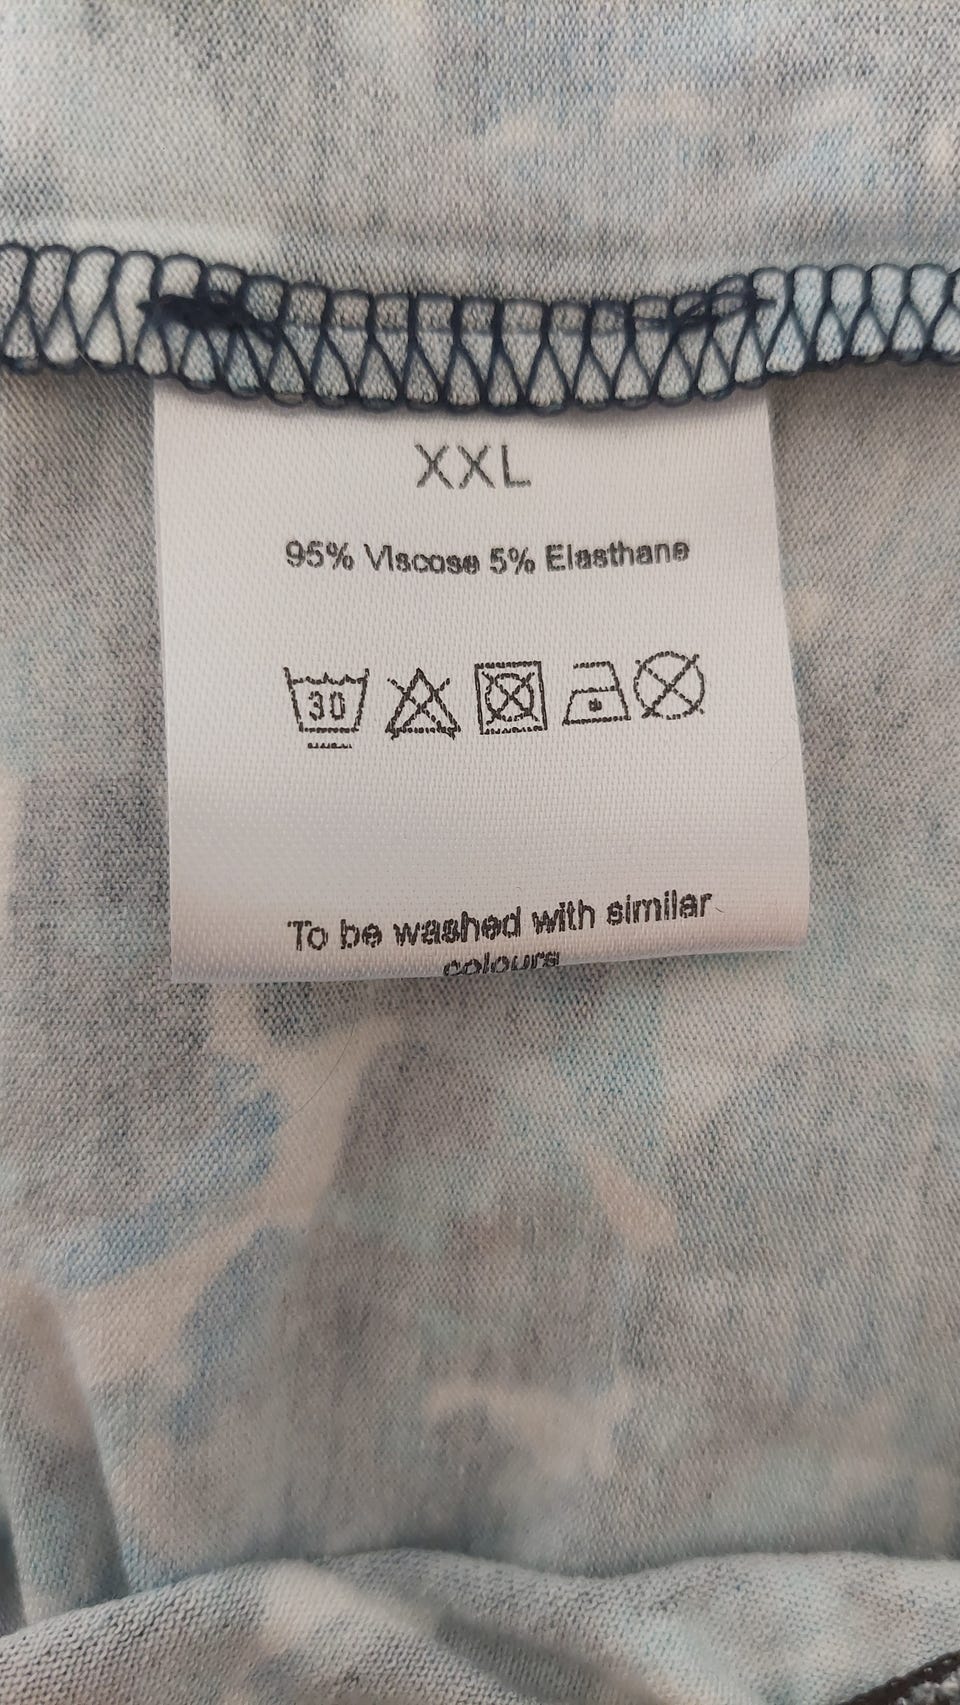 XXL
95% Viscose 5% Elasthane
30
To be washed with similar
colours